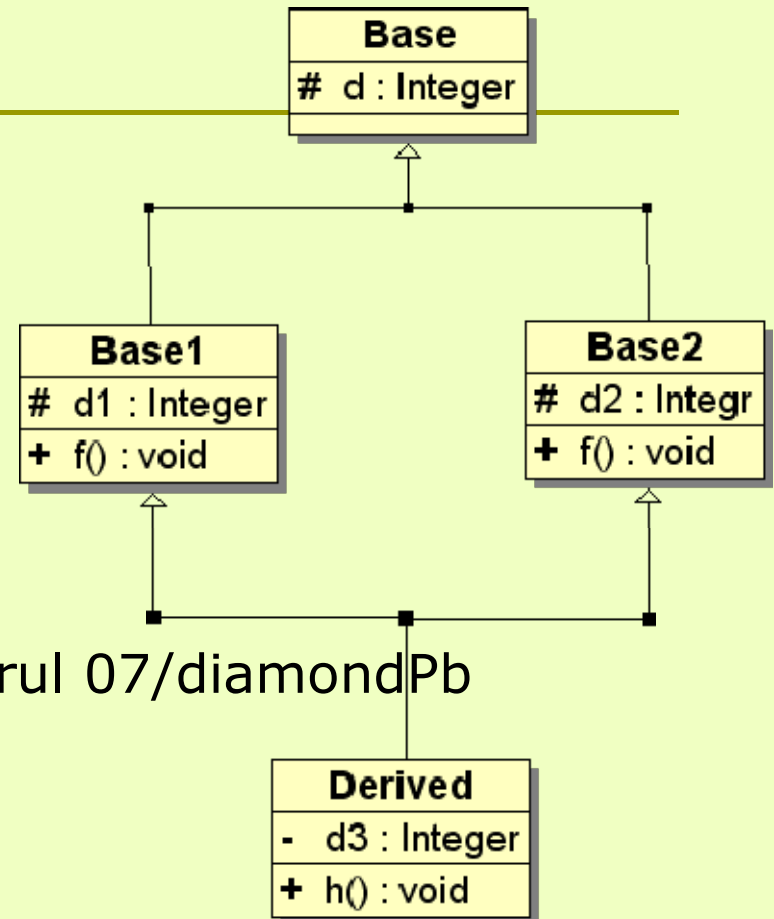 Base
# d : Integer
Base1
# d1 : Integer
+ f() : void
Base2
# d2 : Integr
+ f() : void
rul 07/diamondPb
Derived
- d3 : Integer
+ h() : void